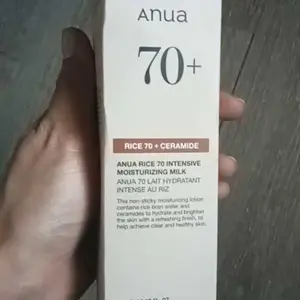 Anua
70+
RICE 70 + CERAMIDE
ANUA RICE 70 INTENSIVE
MOISTURIZING MILK
ANUA 70 LAIT HYDRATANT
INTENSE AU RIZ
This non-sticky moisturizing lotion
contains rice bran water and
ceramides to hydrate and brighten
the skin with a refreshing finish, to
help achieve clear and healthy skin.